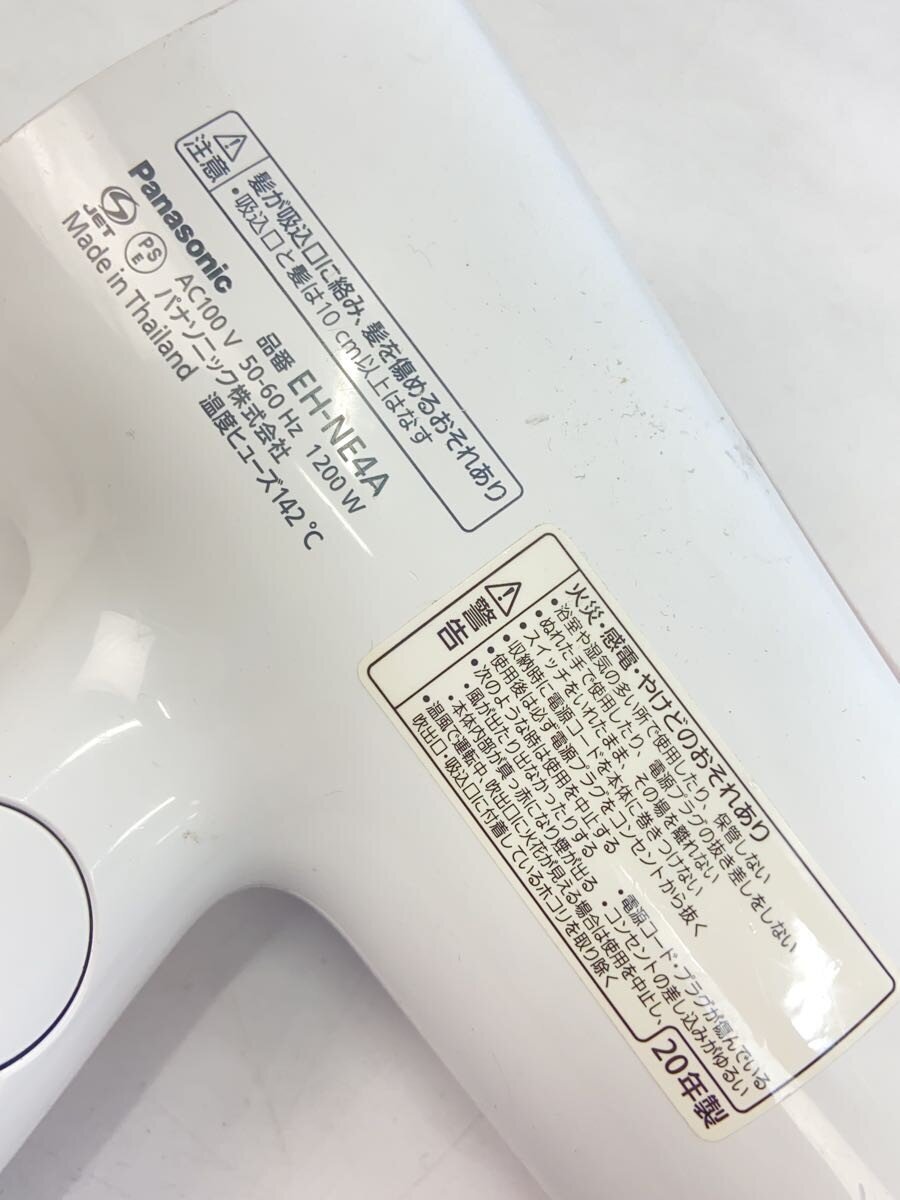 注意
髪が吸込口に絡み、髪を傷めるおそれあり
・吸込口と髪は10cm以上はなす
Panasonic
品番 EH-NE4A
JET
PS
E
AC100 V 50-60 Hz 1200 W
パナソニック株式会社
Made in Thailand
温度ヒューズ142℃
警告
火災・感電・やけどのおそれあり
・浴室や湿気の多い所で使用したり、保管しない
・ぬれた手で使用したり、電源プラグの抜き差しをしない
・スイッチをいれたまま、その場を離れない
・収納時に電源コードを本体に巻きつけない
・使用後は必ず電源プラグをコンセントから抜く
・次のような時は使用を中止する
・風が出たり出なかったりする
・電源コード・プラグが傷んでいる
・本体内部が真っ赤になり煙が出る
・コンセントの差し込みがゆるい
・温風で運転中、吹出口に火花が見える場合は使用を中止し、
吹出口・吸込口に付着しているホコリを取り除く
20年製